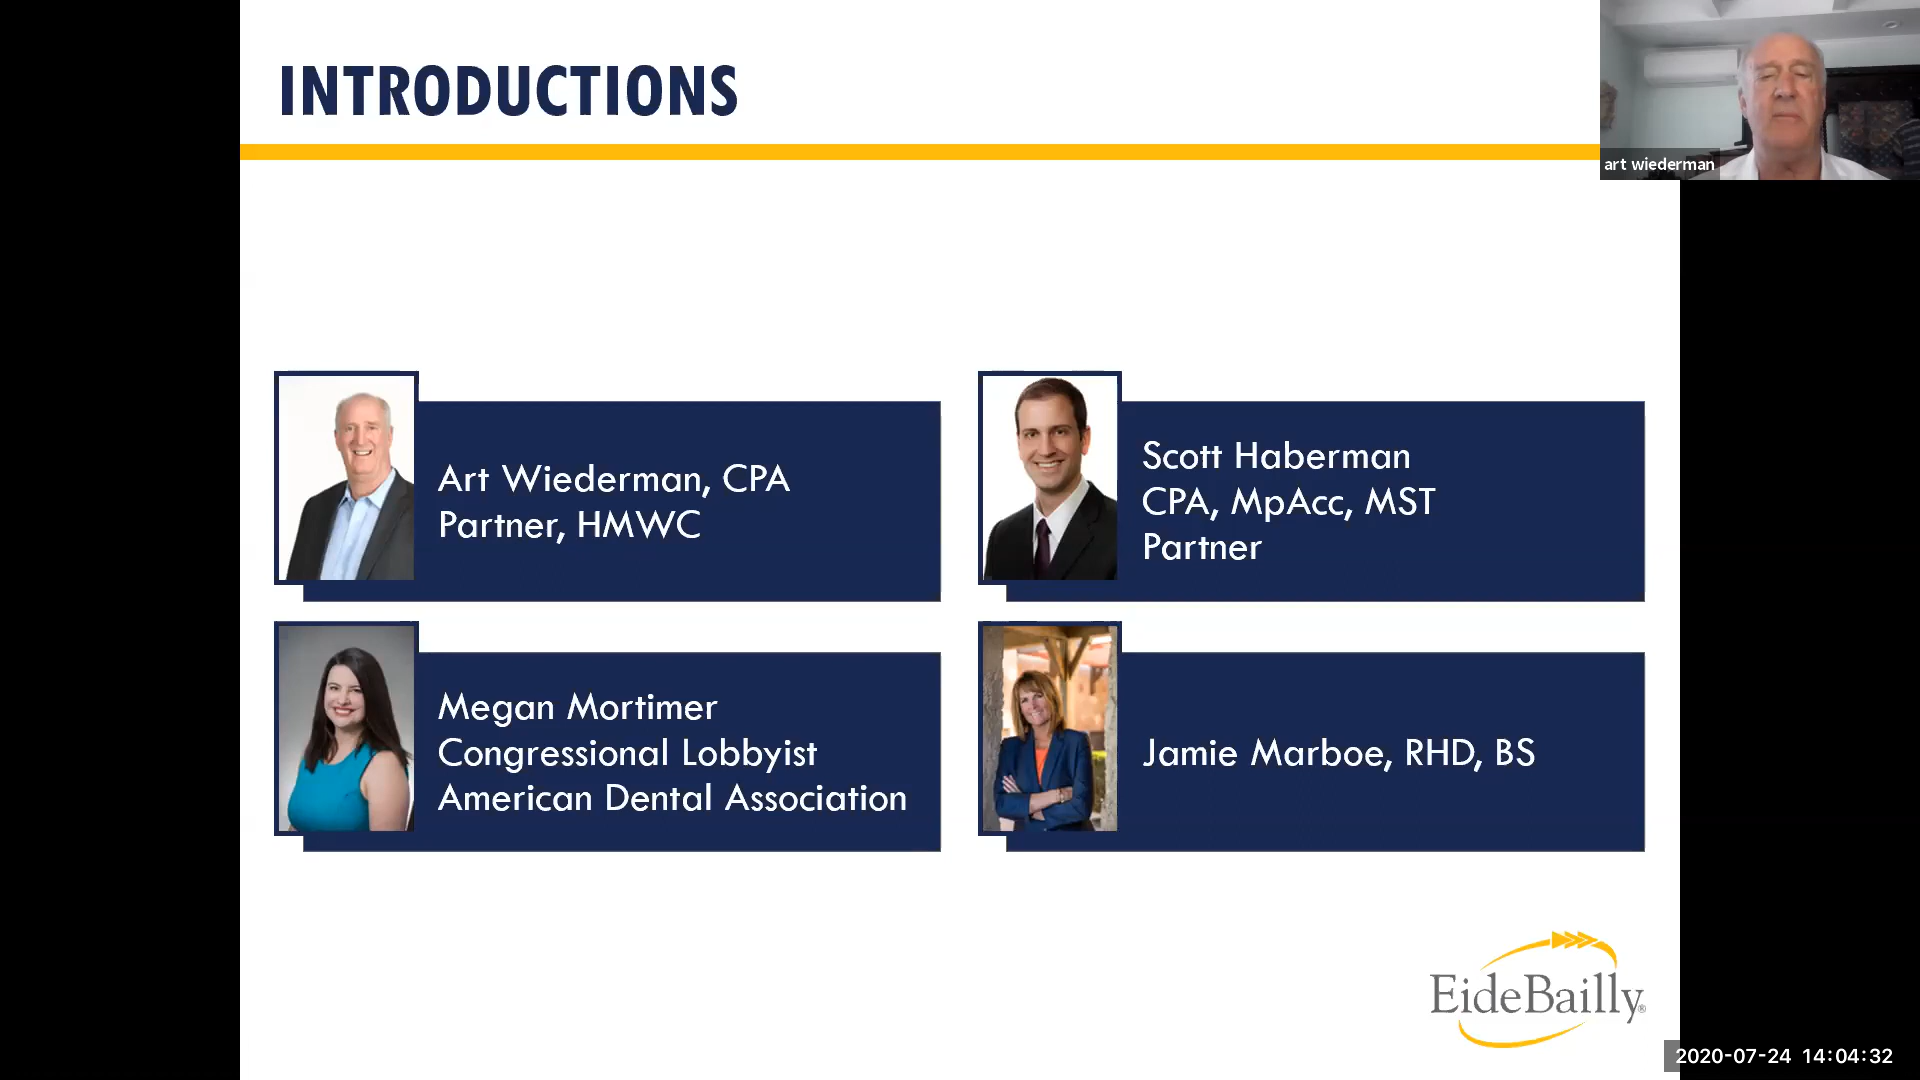 INTRODUCTIONS
art wiederman
Art Wiederman, CPA
Partner, HMWC
Scott Haberman
CPA, MpAcc, MST
Partner
Megan Mortimer
Congressional Lobbyist
American Dental Association
Jamie Marboe, RHD, BS
EideBailly®
2020-07-24 14:04:32